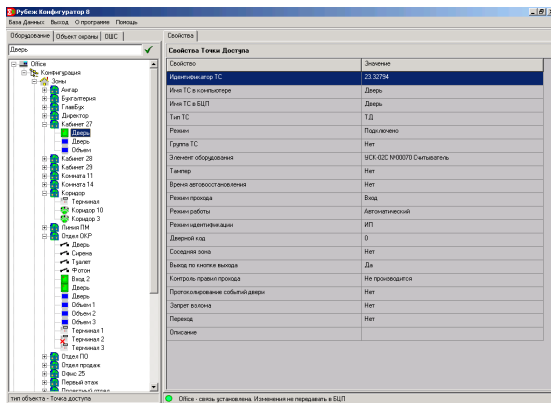 Рубеж Конфигуратор 8
База Данных Выход О программе Помощь
Оборудование Объект охраны ОШС
Дверь
Office
Конфигурация
Зоны
Ангар
Бухгалтерия
ГлавБух
Директор
Кабинет 27
Дверь
Дверь
Объем
Кабинет 28
Кабинет 29
Комната 11
Комната 14
Коридор
Терминал
Коридор 10
Коридор 3
Линия ПМ
Отдел ОКР
Дверь
Сирена
Туалет
Фотон
Вход 2
Дверь
Дверь
Объем 1
Объем 2
Объем 3
Терминал 1
Терминал 2
Терминал 3
Отдел ПО
Отдел продаж
Офис 25
Первый этаж
Проектный отдел
тип объекта - Точка доступа
Свойства
Свойства Точки Доступа
Свойство Значение
Идентификатор ТС 23.32794
Имя ТС в компьютере Дверь
Имя ТС в БЦП Дверь
Тип ТС ТД
Режим Подключено
Группа ТС Нет
Элемент оборудования УСК-02С №00070 Считыватель
Тампер Нет
Время автовосстановления Нет
Режим прохода Вход
Режим работы Автоматический
Режим идентификации ИП
Дверной код 0
Соседняя зона Нет
Выход по кнопке выхода Да
Контроль правил прохода Не производится
Протоколирование событий двери Нет
Запрет взлома Нет
Переход Нет
Описание
Office - связь установлена. Изменения не передавать в БЦП